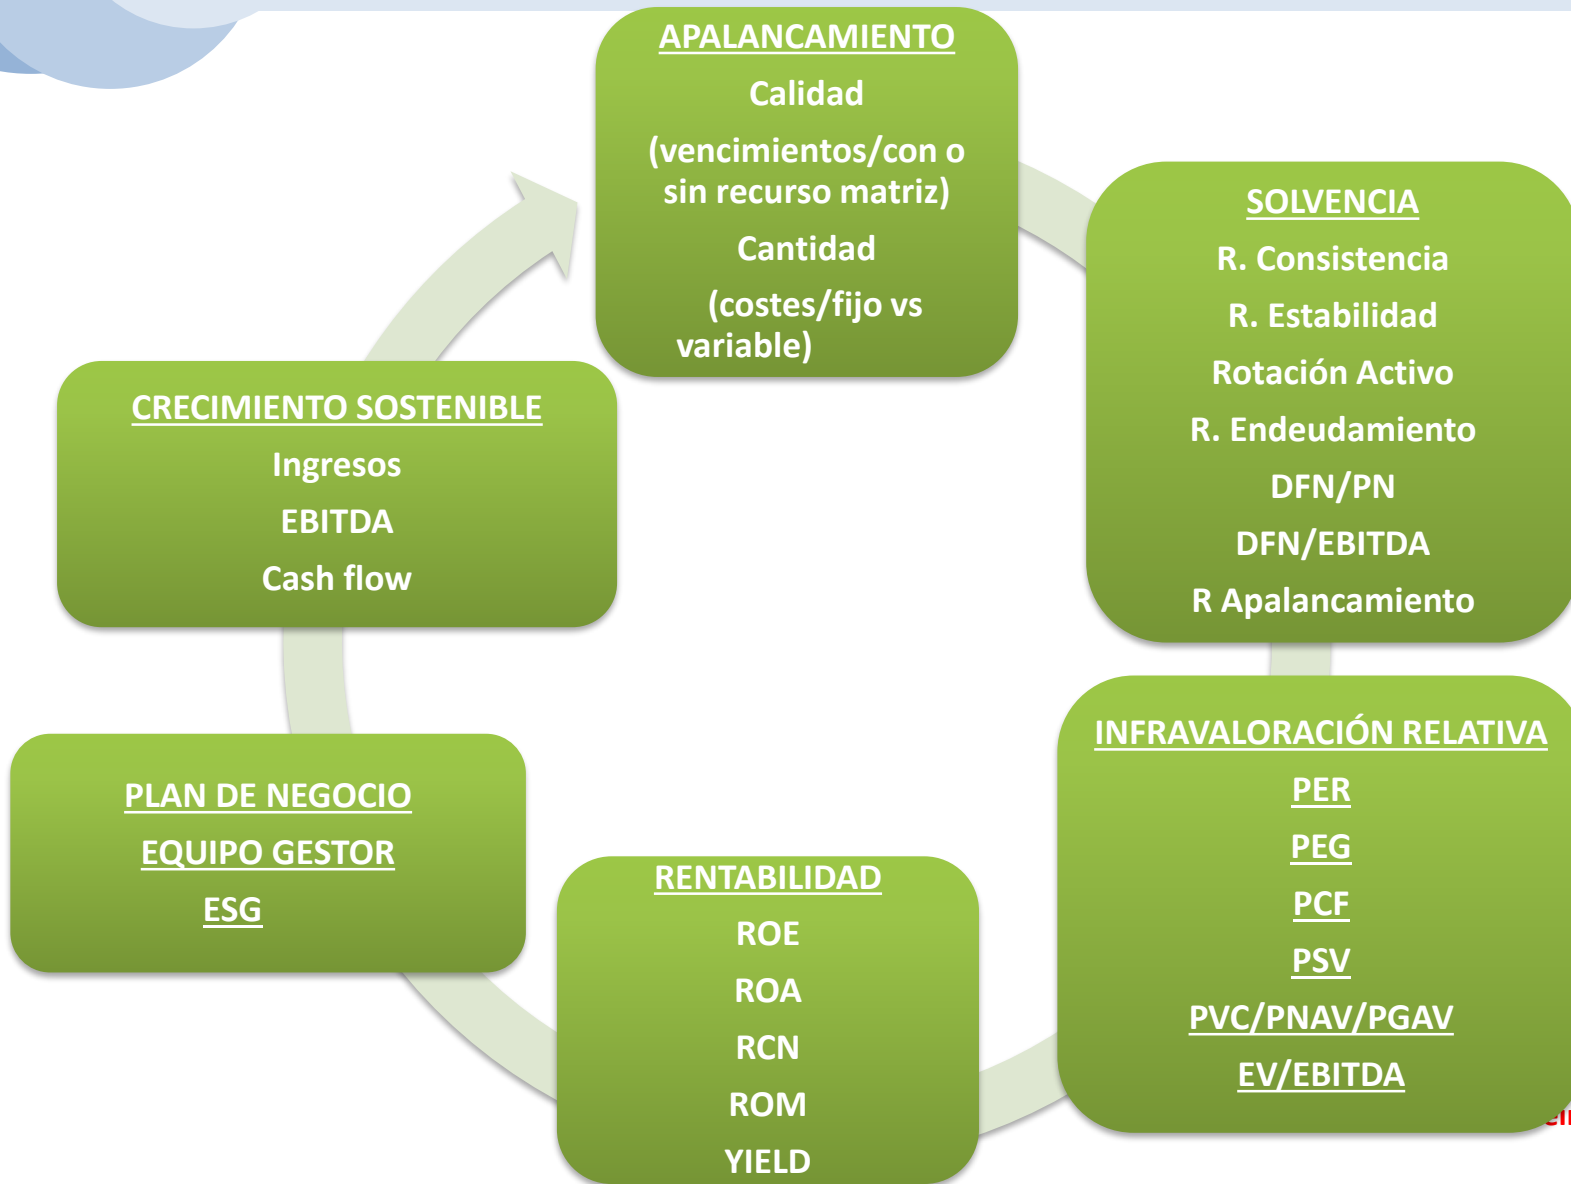 APALANCAMIENTO
Calidad
(vencimientos/con o
sin recurso matriz)
Cantidad
(costes/fijo vs
variable)
SOLVENCIA
R. Consistencia
R. Estabilidad
Rotación Activo
R. Endeudamiento
DFN/PN
DFN/EBITDA
R Apalancamiento
INFRAVALORACIÓN RELATIVA
PER
PEG
PCF
PSV
PVC/PNAV/PGAV
EV/EBITDA
RENTABILIDAD
ROE
ROA
RCN
ROM
YIELD
PLAN DE NEGOCIO
EQUIPO GESTOR
ESG
CRECIMIENTO SOSTENIBLE
Ingresos
EBITDA
Cash flow